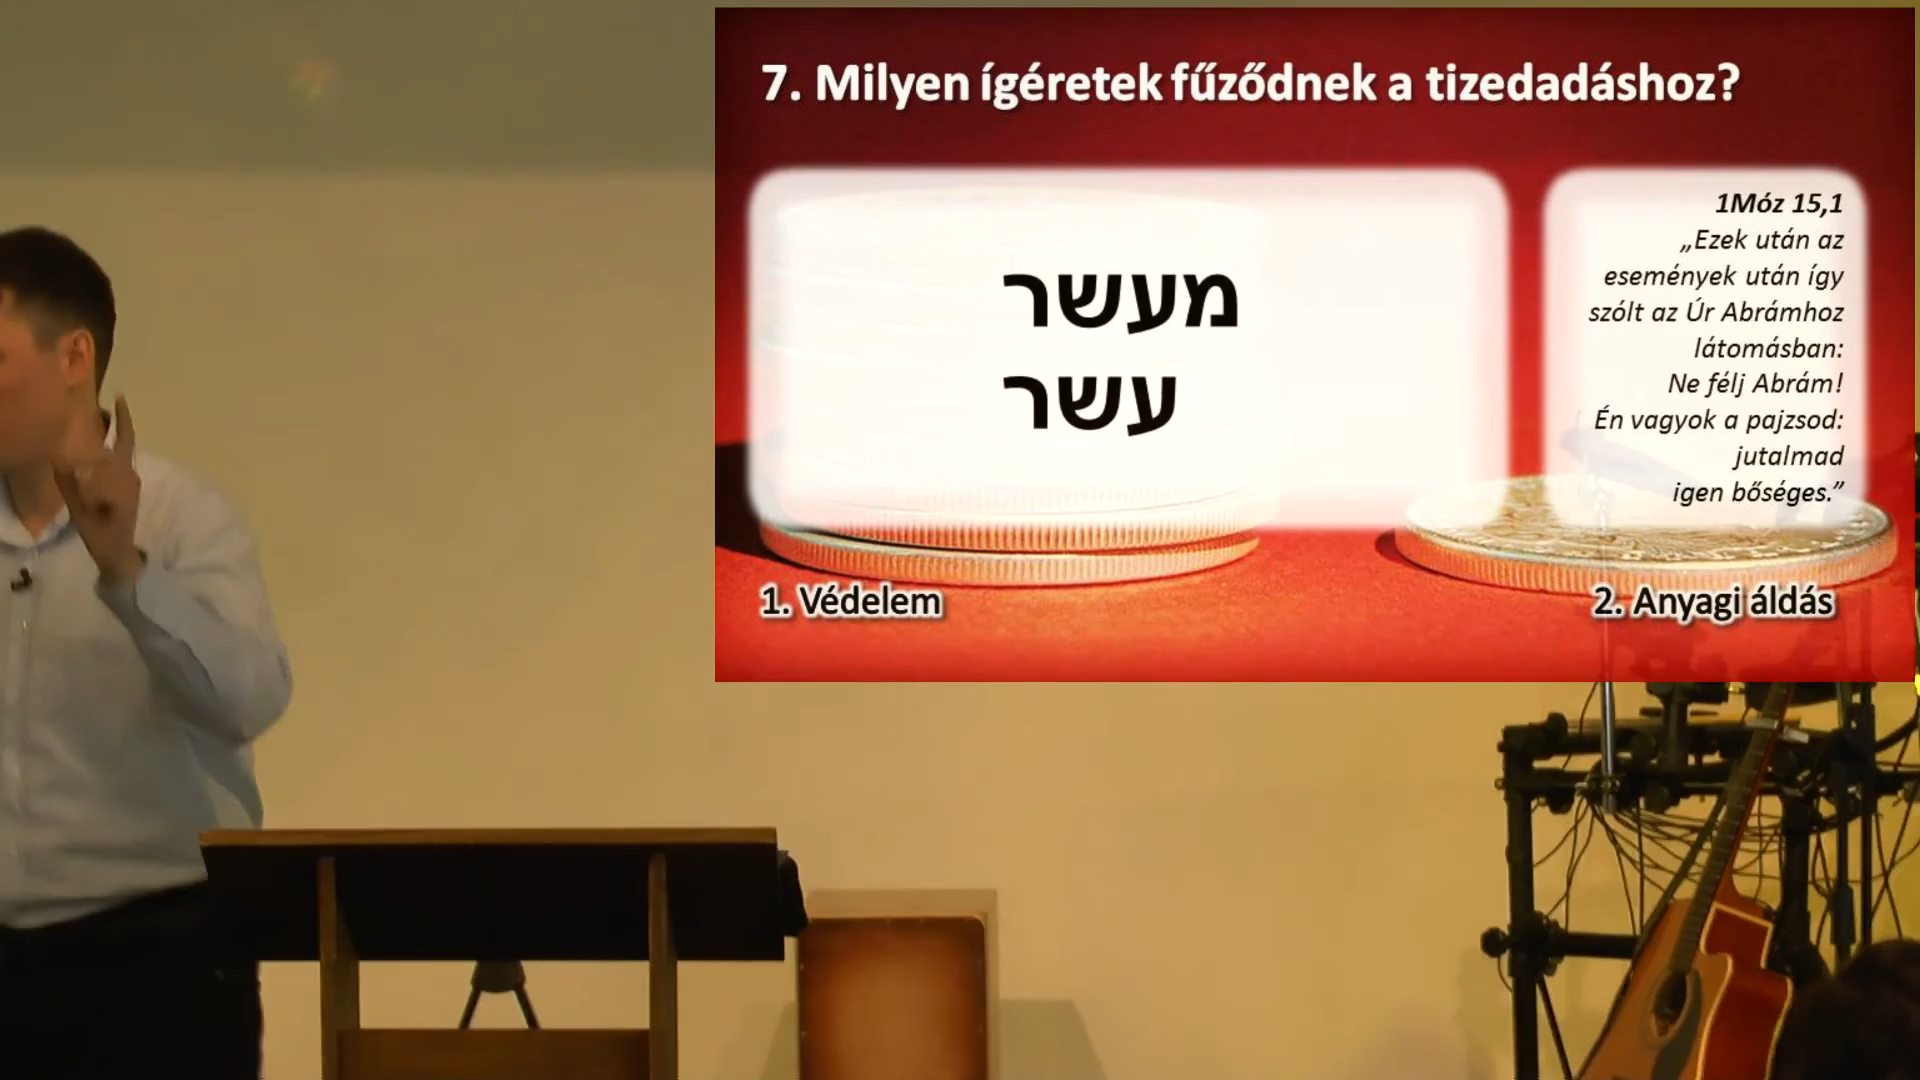 7. Milyen ígéretek fűződnek a tizedadáshoz?
מעשר
עשר
1Móz 15,1
„Ezek után az
események után így
szólt az Úr Abrámhoz
látomásban:
Ne félj Abrám!
Én vagyok a pajzsod:
jutalmad
igen bőséges.”
1. Védelem
2. Anyagi áldás